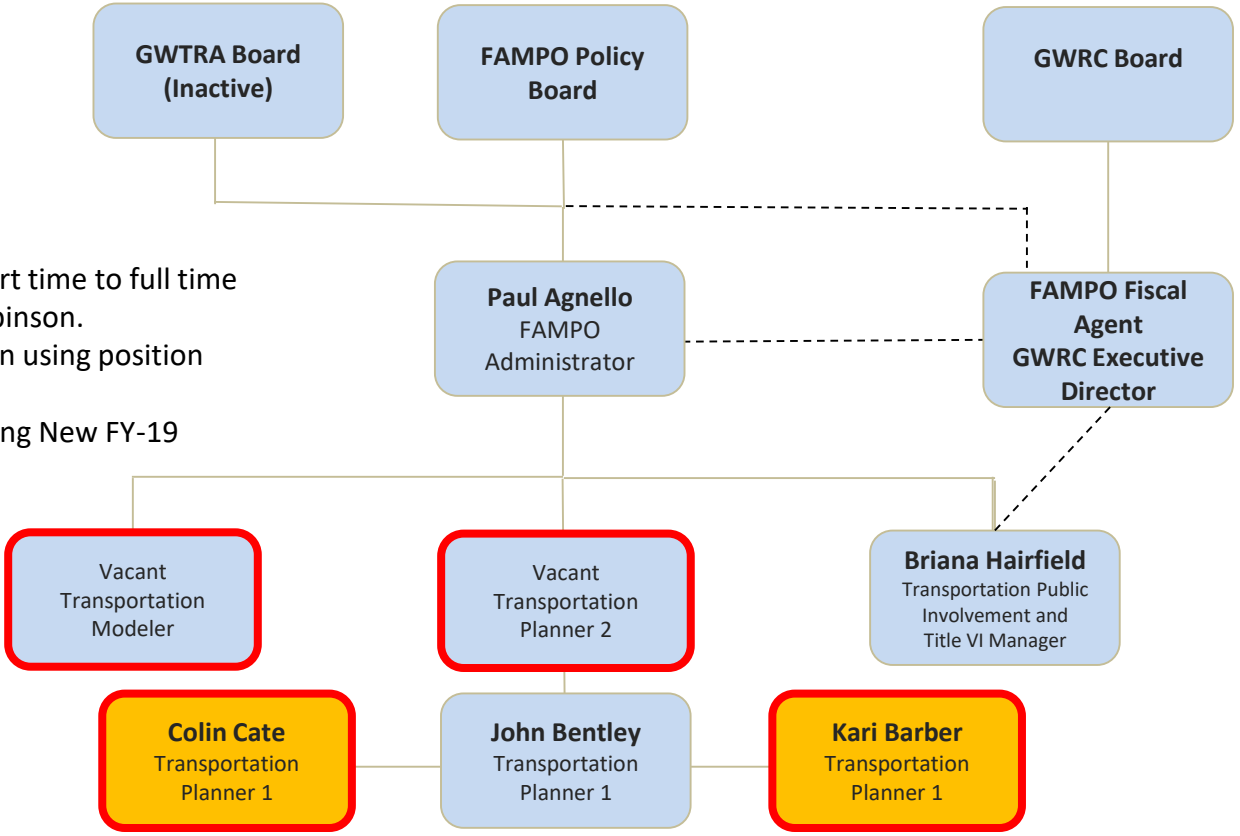 GWTRA Board
(Inactive)
FAMPO Policy
Board
GWRC Board
rt time to full time
binson.
n using position
ng New FY-19
Paul Agnello
FAMPO
Administrator
FAMPO Fiscal
Agent
GWRC Executive
Director
Vacant
Transportation
Modeler
Vacant
Transportation
Planner 2
Briana Hairfield
Transportation Public
Involvement and
Title VI Manager
Colin Cate
Transportation
Planner 1
John Bentley
Transportation
Planner 1
Kari Barber
Transportation
Planner 1